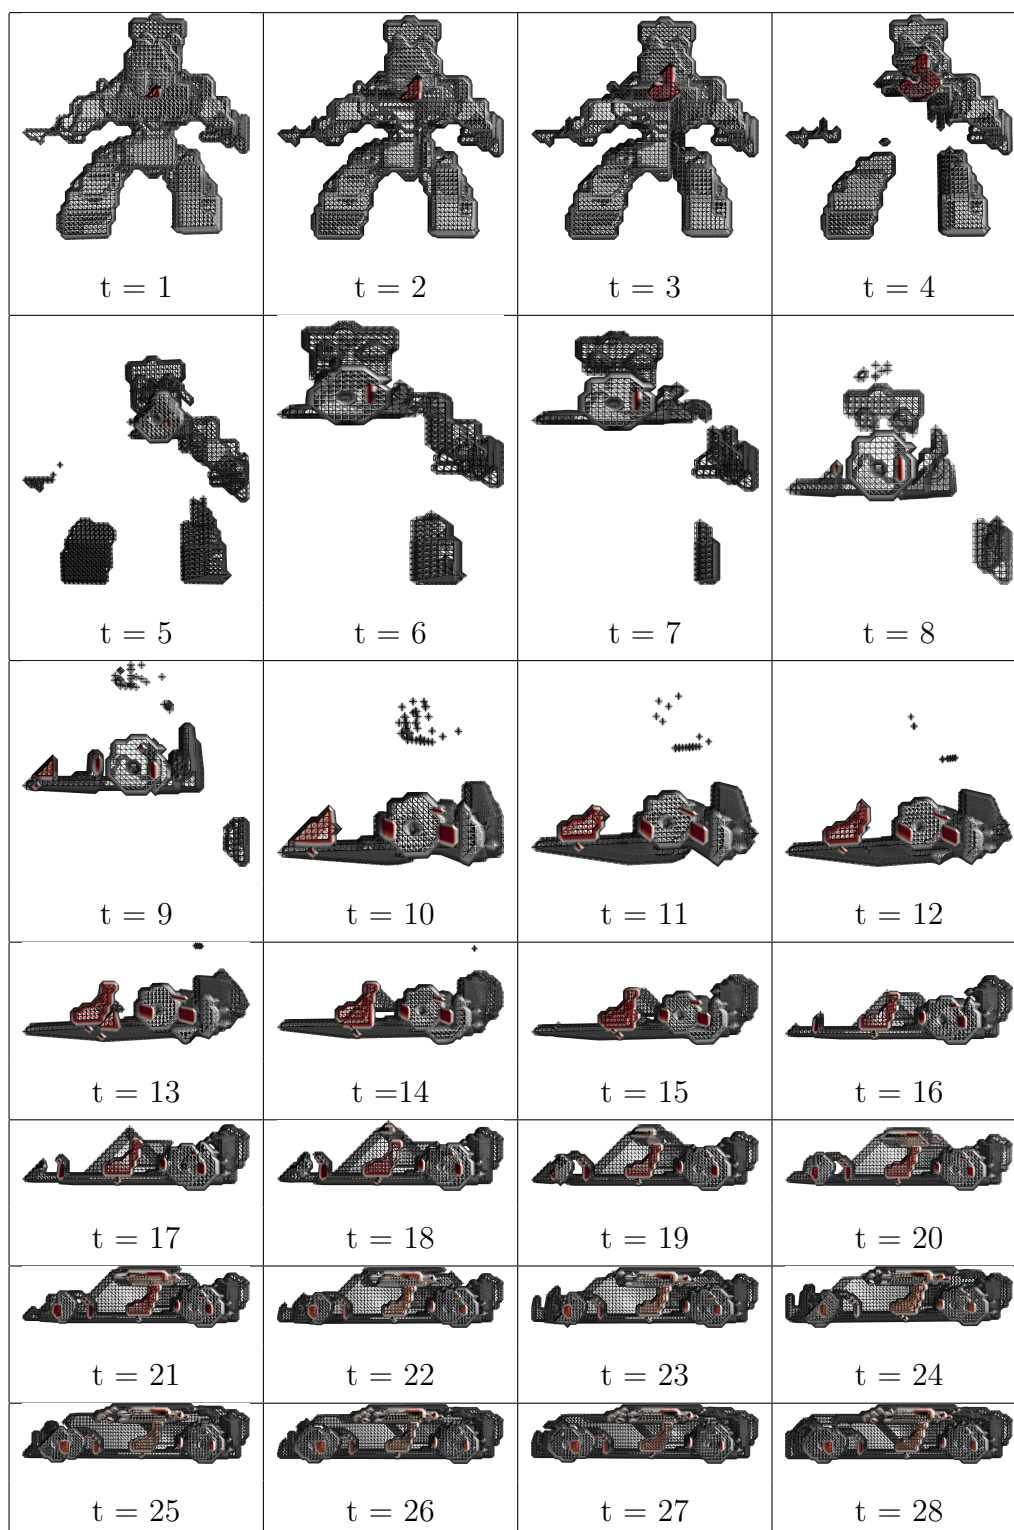 t = 1 t = 2 t = 3 t = 4
t = 5 t = 6 t = 7 t = 8
t = 9 t = 10 t = 11 t = 12
t = 13 t =14 t = 15 t = 16
t = 17 t = 18 t = 19 t = 20
t = 21 t = 22 t = 23 t = 24
t = 25 t = 26 t = 27 t = 28